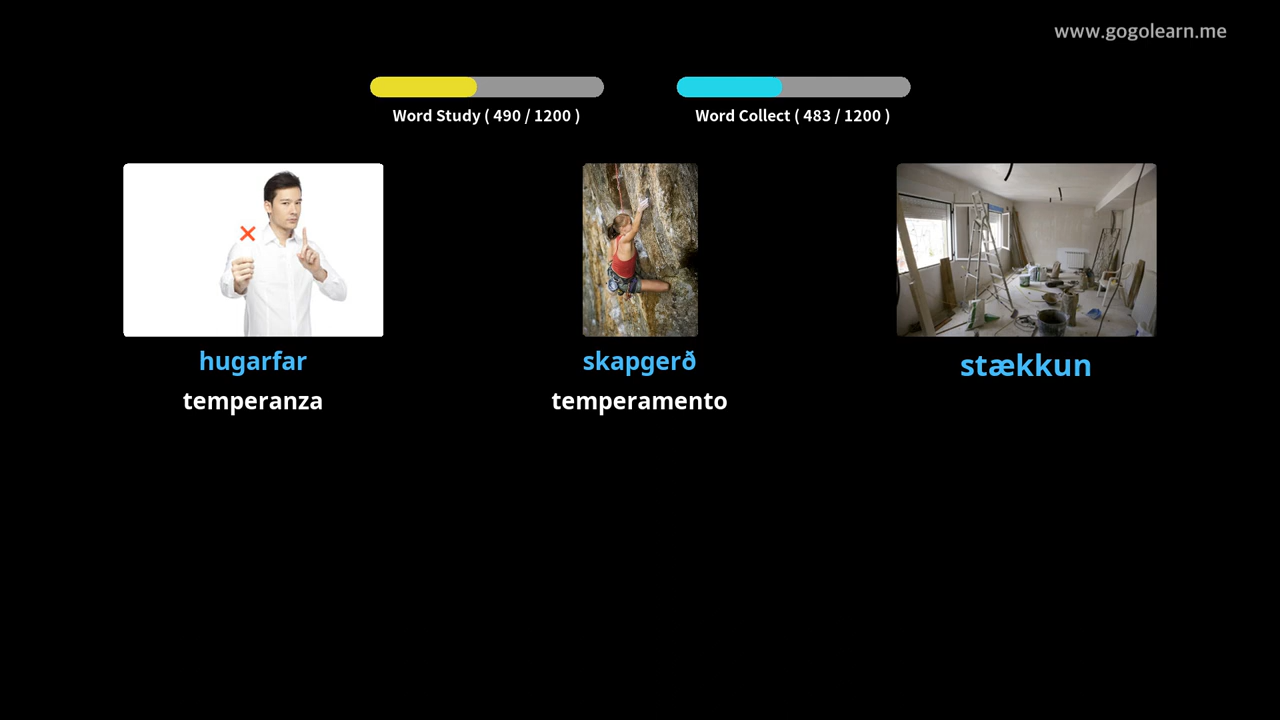 www.gogolearn.me
Word Study ( 490 / 1200 )
Word Collect ( 483 / 1200 )
hugarfar
temperanza
skapgerð
temperamento
stækkun